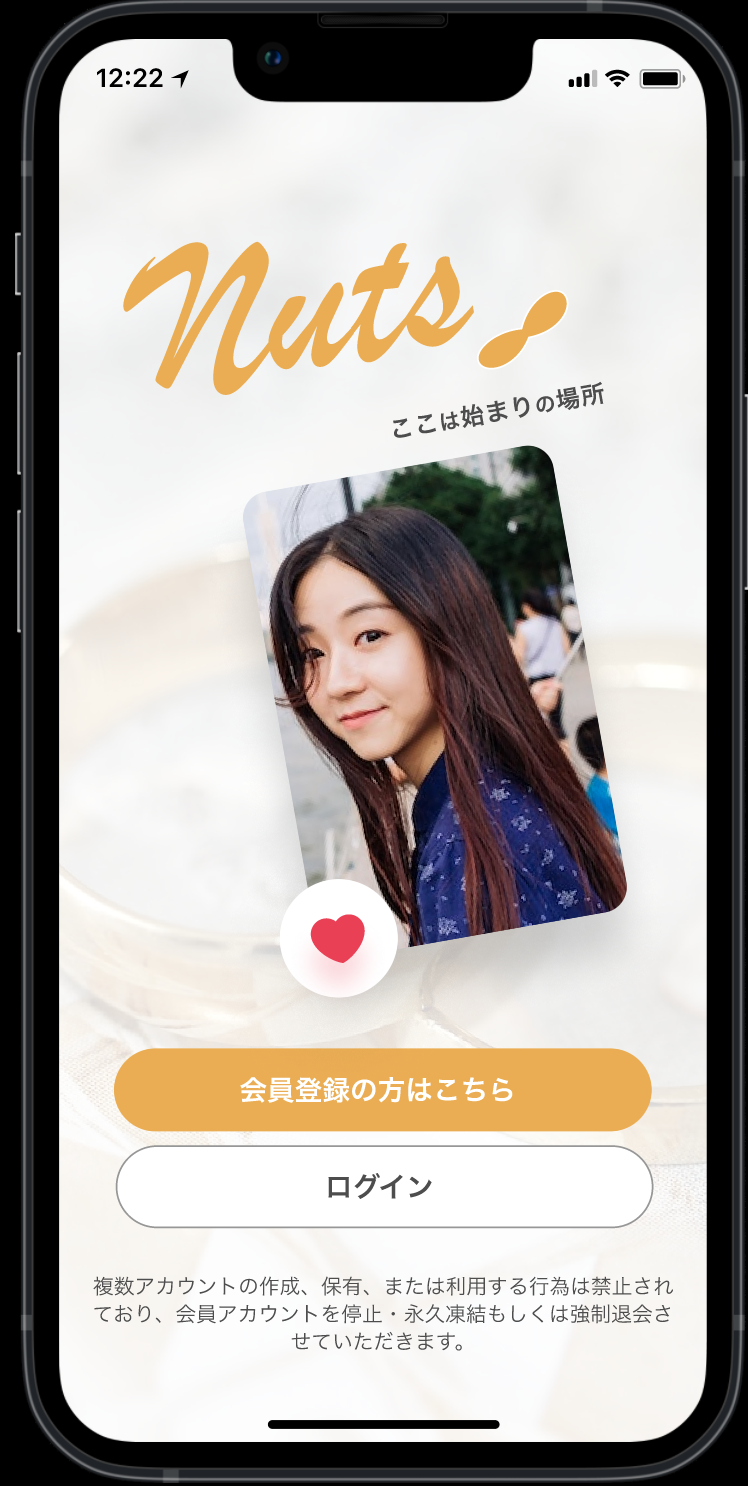 12:22
Nuts
ここは始まりの場所
会員登録の方はこちら
ログイン
複数アカウントの作成、保有、または利用する行為は禁止され
ており、会員アカウントを停止・永久凍結もしくは強制退会さ
せていただきます。